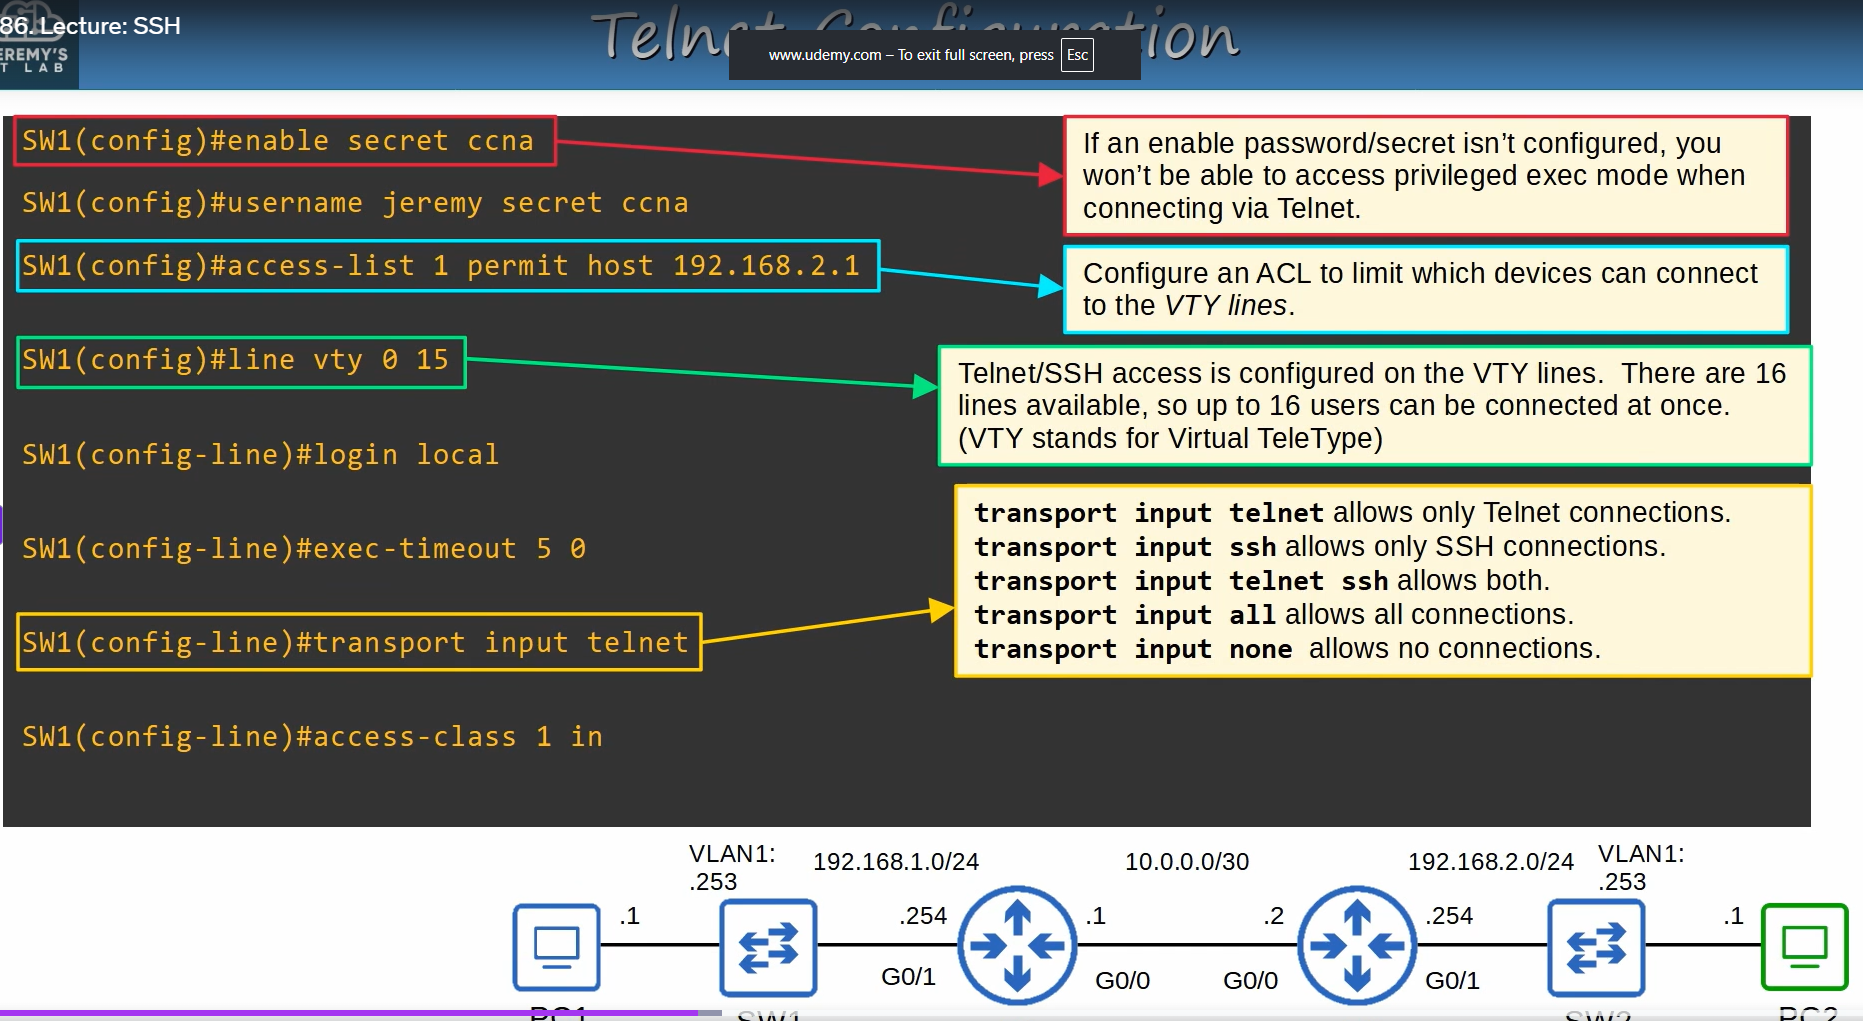 86. Lecture: SSH
JEREMY'S
IT LAB
Telnet Configuration
www.udemy.com – To exit full screen, press Esc
SW1(config)#enable secret ccna
SW1(config)#username jeremy secret ccna
SW1(config)#access-list 1 permit host 192.168.2.1
SW1(config)#line vty 0 15
SW1(config-line)#login local
SW1(config-line)#exec-timeout 5 0
SW1(config-line)#transport input telnet
SW1(config-line)#access-class 1 in
If an enable password/secret isn’t configured, you
won’t be able to access privileged exec mode when
connecting via Telnet.
Configure an ACL to limit which devices can connect
to the VTY lines.
Telnet/SSH access is configured on the VTY lines. There are 16
lines available, so up to 16 users can be connected at once.
(VTY stands for Virtual TeleType)
transport input telnet allows only Telnet connections.
transport input ssh allows only SSH connections.
transport input telnet ssh allows both.
transport input all allows all connections.
transport input none allows no connections.
VLAN1:
.253
192.168.1.0/24
10.0.0.0/30
192.168.2.0/24
VLAN1:
.253
.1
.254
.1
.2
.254
.1
G0/1
G0/0
G0/0
G0/1
PC1
SW1
SW2
PC2